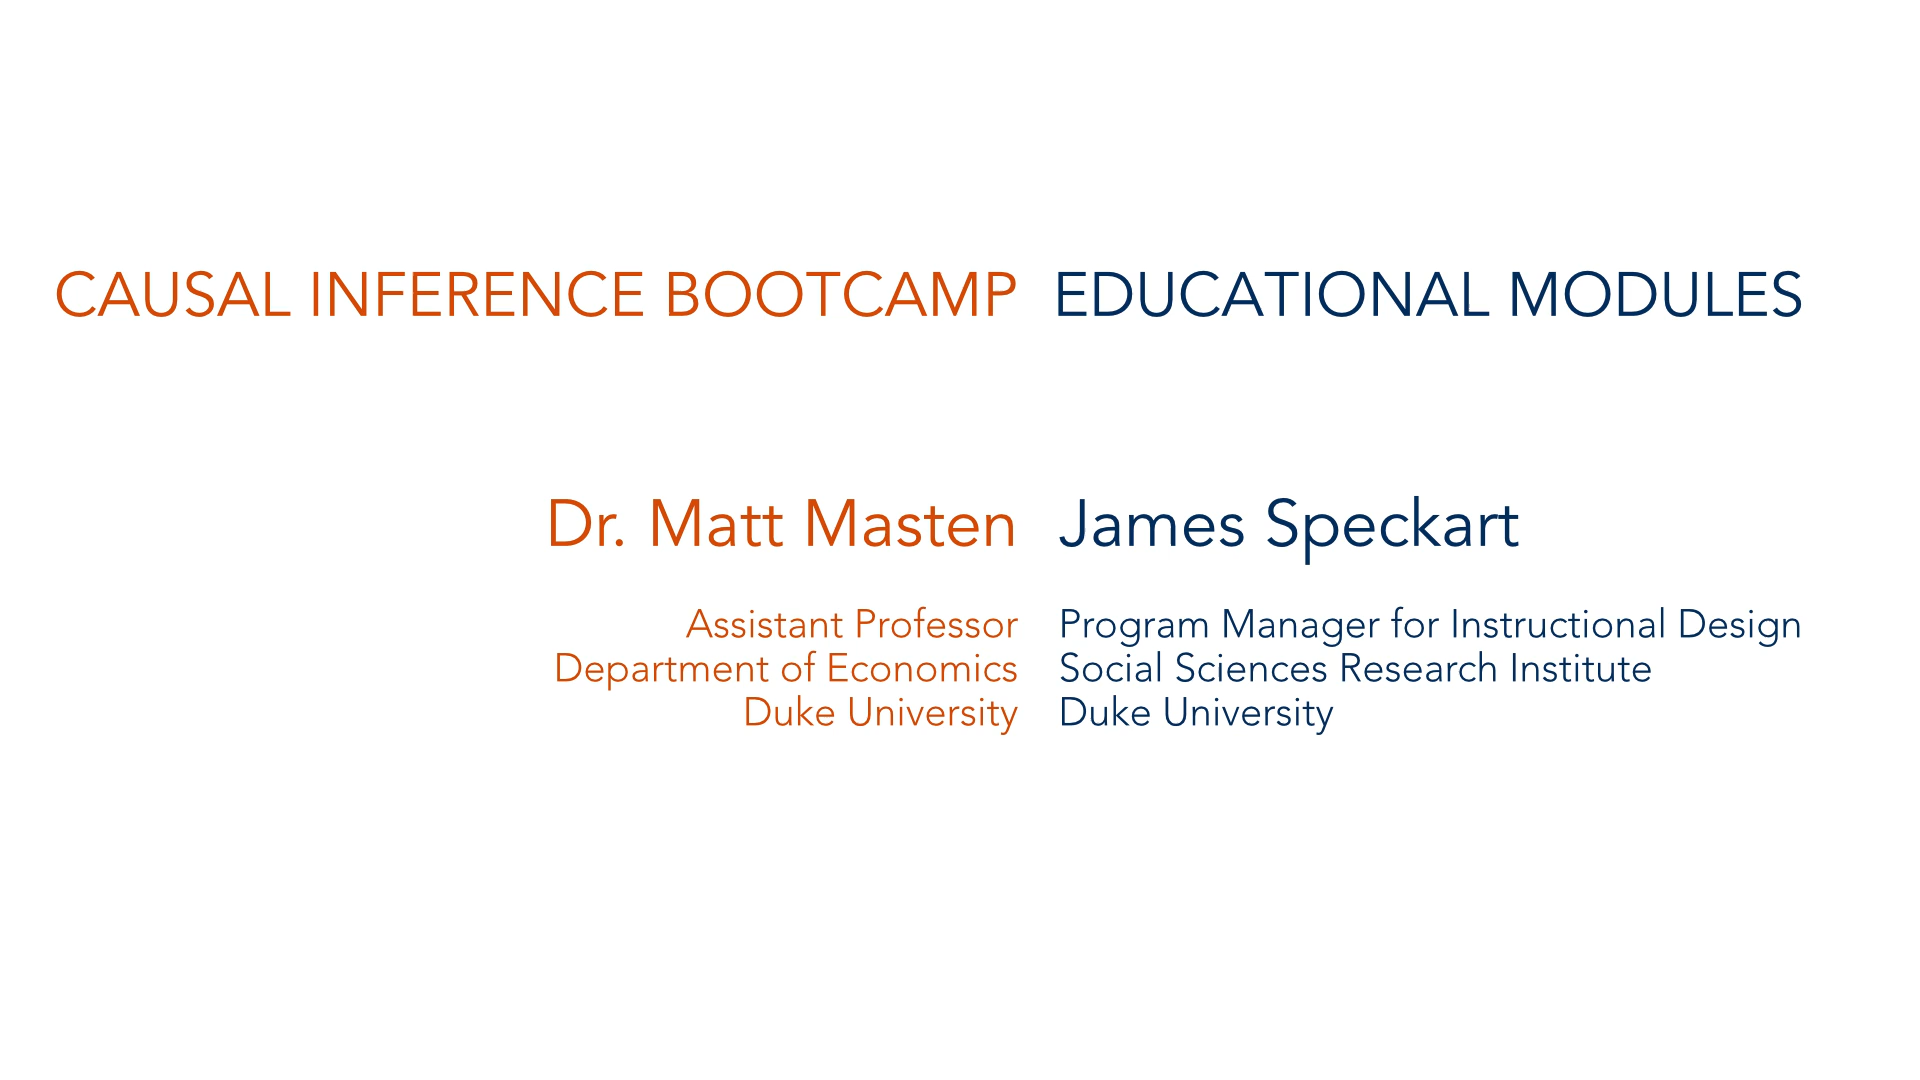 CAUSAL INFERENCE BOOTCAMP EDUCATIONAL MODULES
Dr. Matt Masten
Assistant Professor
Department of Economics
Duke University
James Speckart
Program Manager for Instructional Design
Social Sciences Research Institute
Duke University